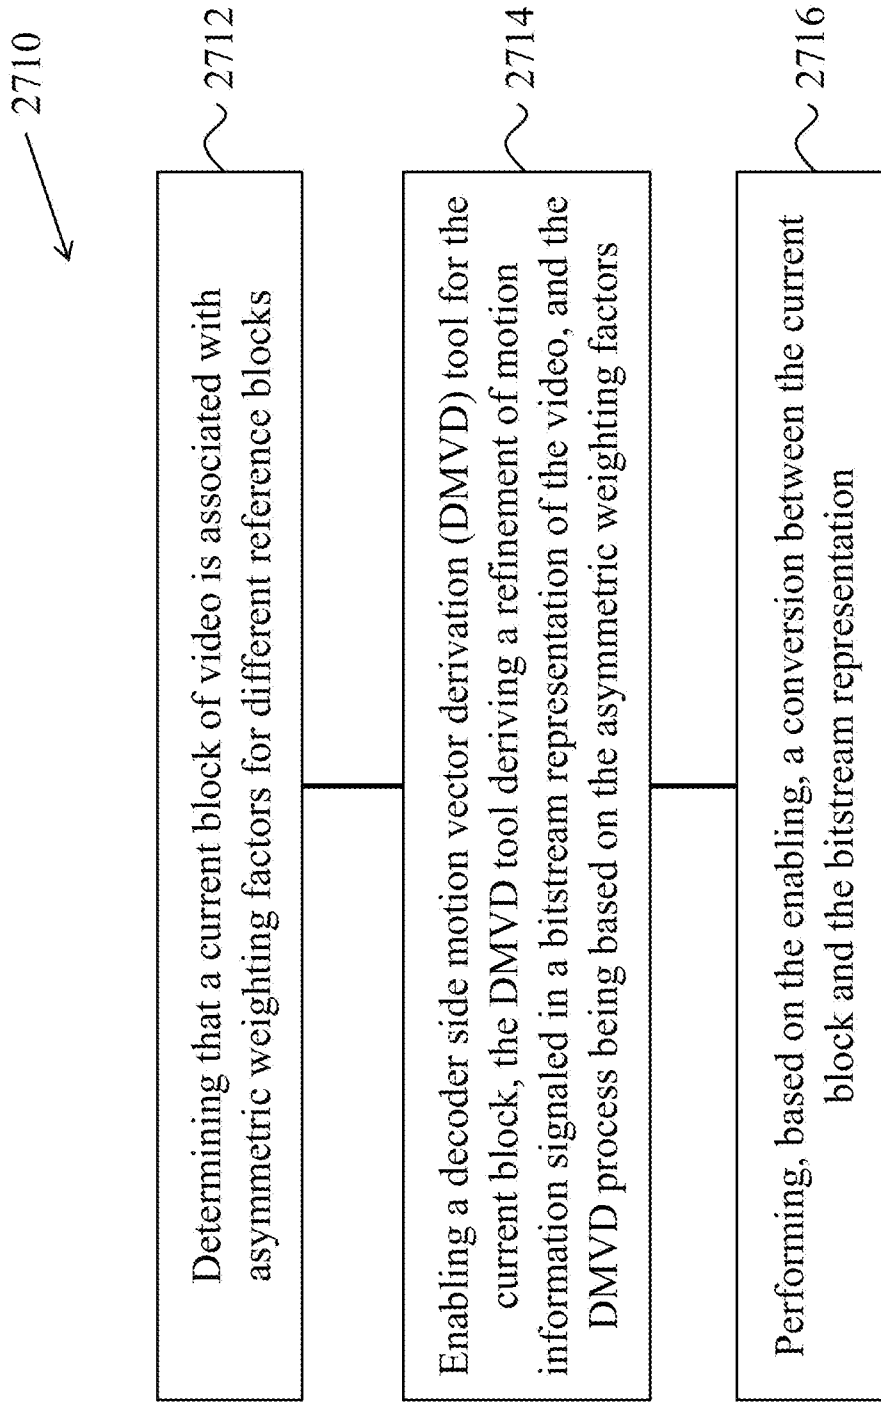 2710
Determining that a current block of video is associated with
asymmetric weighting factors for different reference blocks
2712
Enabling a decoder side motion vector derivation (DMVD) tool for the
current block, the DMVD tool deriving a refinement of motion
information signaled in a bitstream representation of the video, and the
DMVD process being based on the asymmetric weighting factors
2714
Performing, based on the enabling, a conversion between the current
block and the bitstream representation
2716